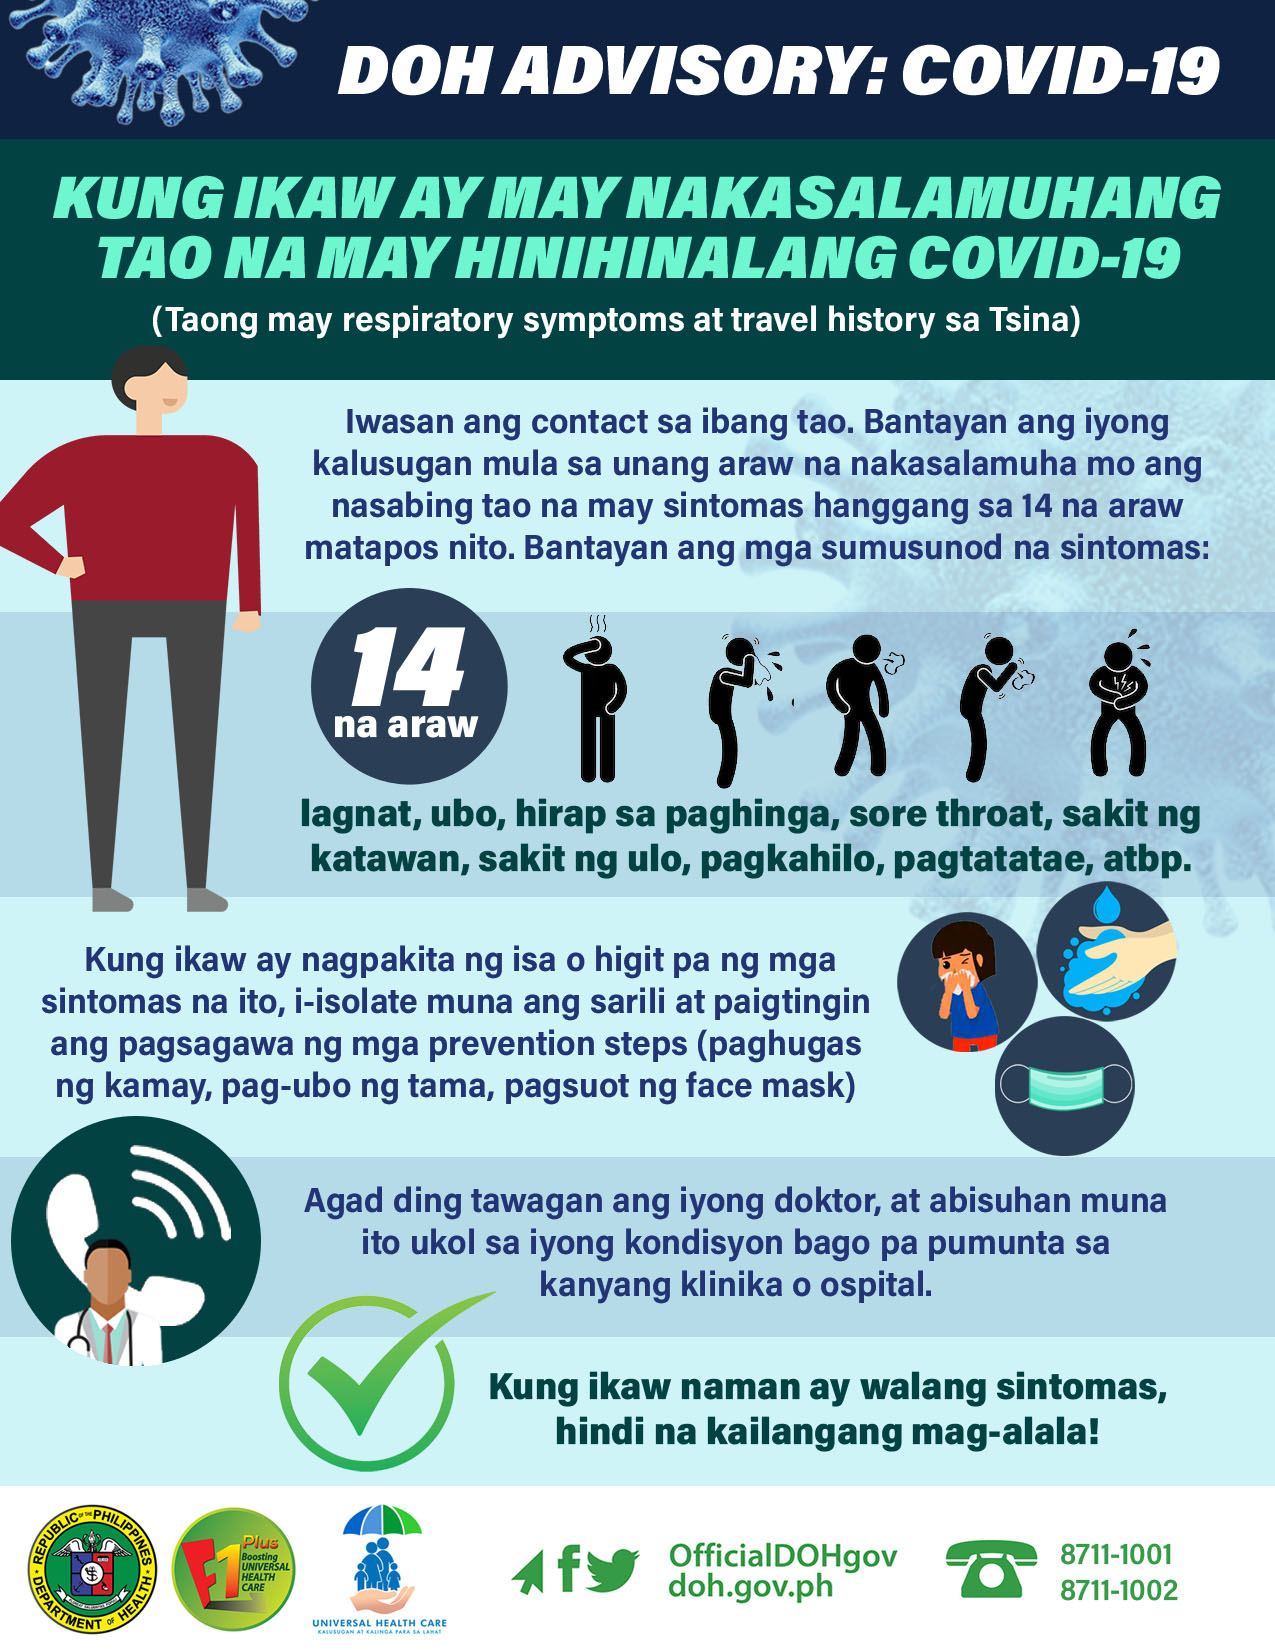 DOH ADVISORY: COVID-19
KUNG IKAW AY MAY NAKASALAMUHANG
TAO NA MAY HINIHINALANG COVID-19
(Taong may respiratory symptoms at travel history sa Tsina)
Iwasan ang contact sa ibang tao. Bantayan ang iyong
kalusugan mula sa unang araw na nakasalamuha mo ang
nasabing tao na may sintomas hanggang sa 14 na araw
matapos nito. Bantayan ang mga sumusunod na sintomas:
14
na araw
lagnat, ubo, hirap sa paghinga, sore throat, sakit ng
katawan, sakit ng ulo, pagkahilo, pagtatatae, atbp.
Kung ikaw ay nagpakita ng isa o higit pa ng mga
sintomas na ito, i-isolate muna ang sarili at paigtingin
ang pagsagawa ng mga prevention steps (paghugas
ng kamay, pag-ubo ng tama, pagsuot ng face mask)
Agad ding tawagan ang iyong doktor, at abisuhan muna
ito ukol sa iyong kondisyon bago pa pumunta sa
kanyang klinika o ospital.
Kung ikaw naman ay walang sintomas,
hindi na kailangang mag-alala!
REPUBLIC OF THE PHILIPPINES
DEPARTMENT OF HEALTH
F1
Plus
Boosting
UNIVERSAL
HEALTH
CARE
UNIVERSAL HEALTH CARE
KALUSUGAN AT KALINGA PARA SA LAHAT
OfficialDOHgov
doh.gov.ph
8711-1001
8711-1002